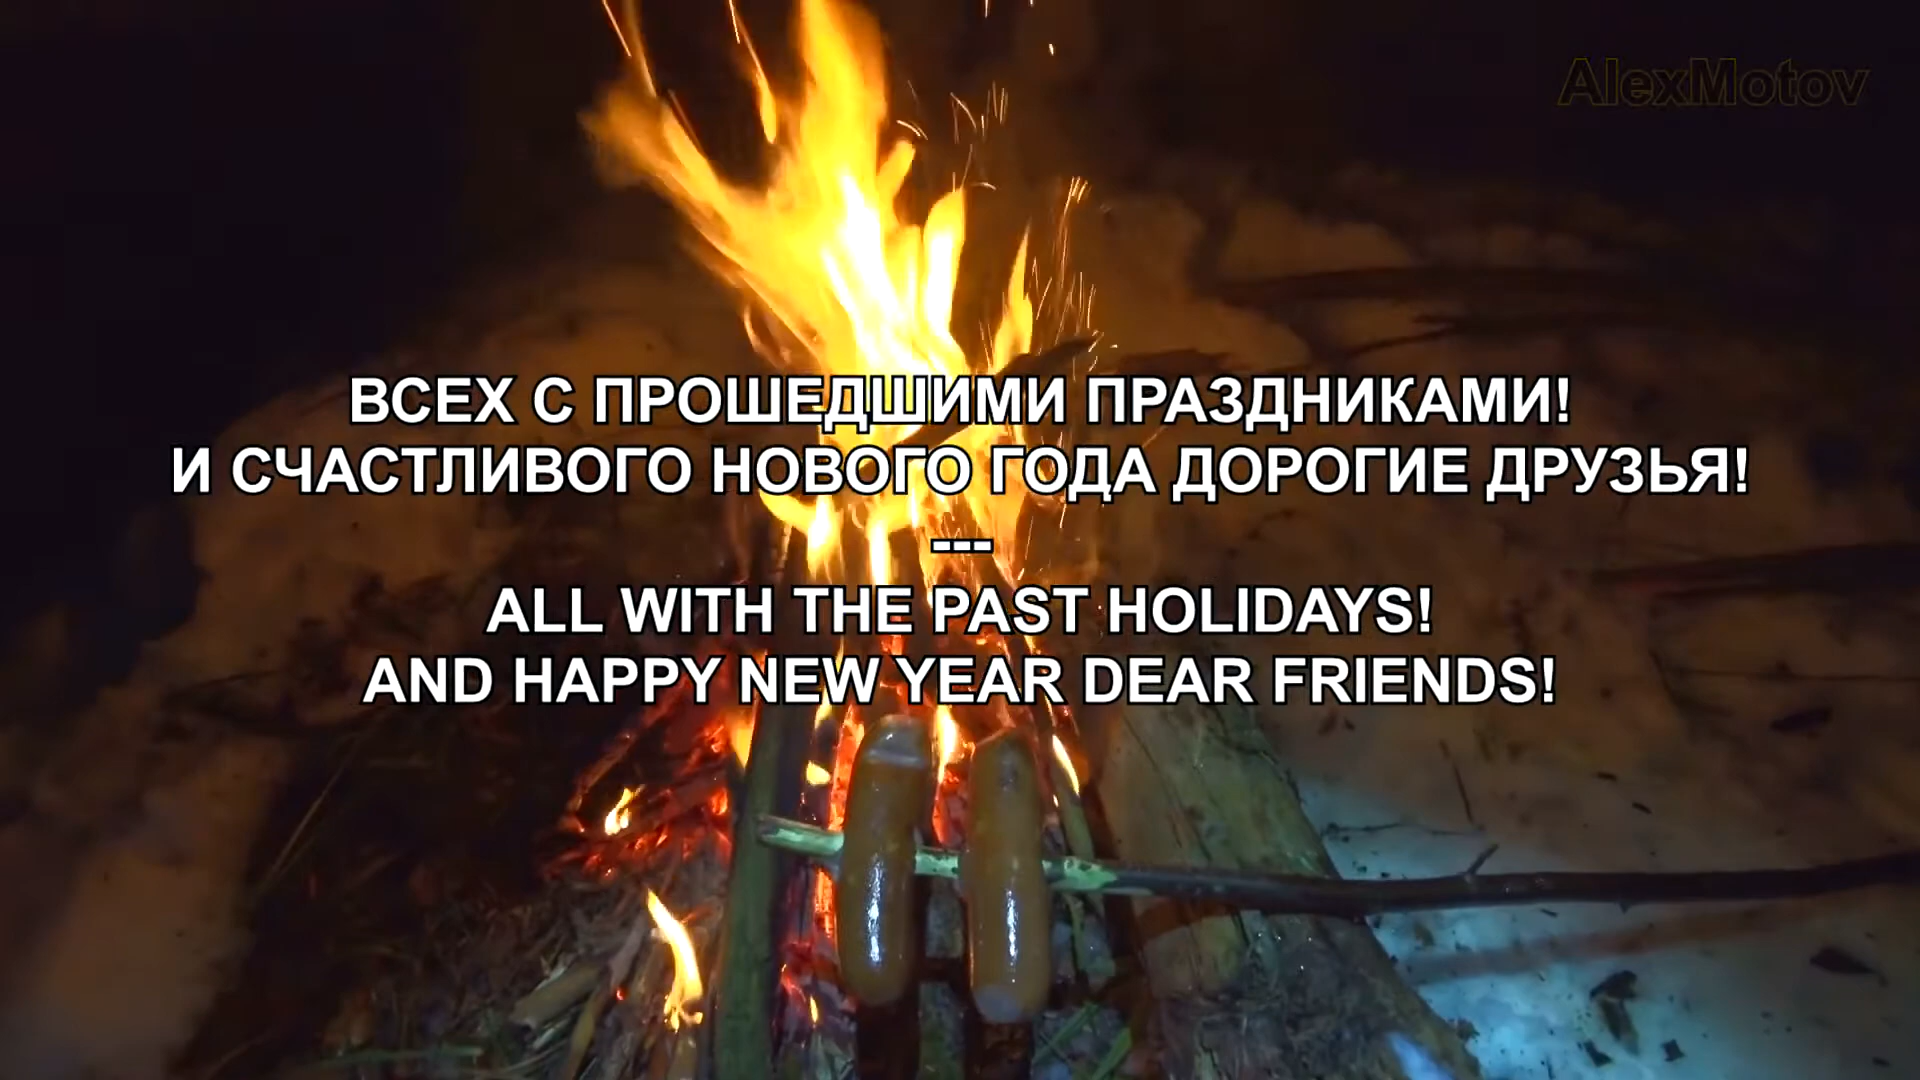 AlexMotov
ВСЕХ С ПРОШЕДШИМИ ПРАЗДНИКАМИ!
И СЧАСТЛИВОГО НОВОГО ГОДА ДОРОГИЕ ДРУЗЬЯ!
---
ALL WITH THE PAST HOLIDAYS!
AND HAPPY NEW YEAR DEAR FRIENDS!